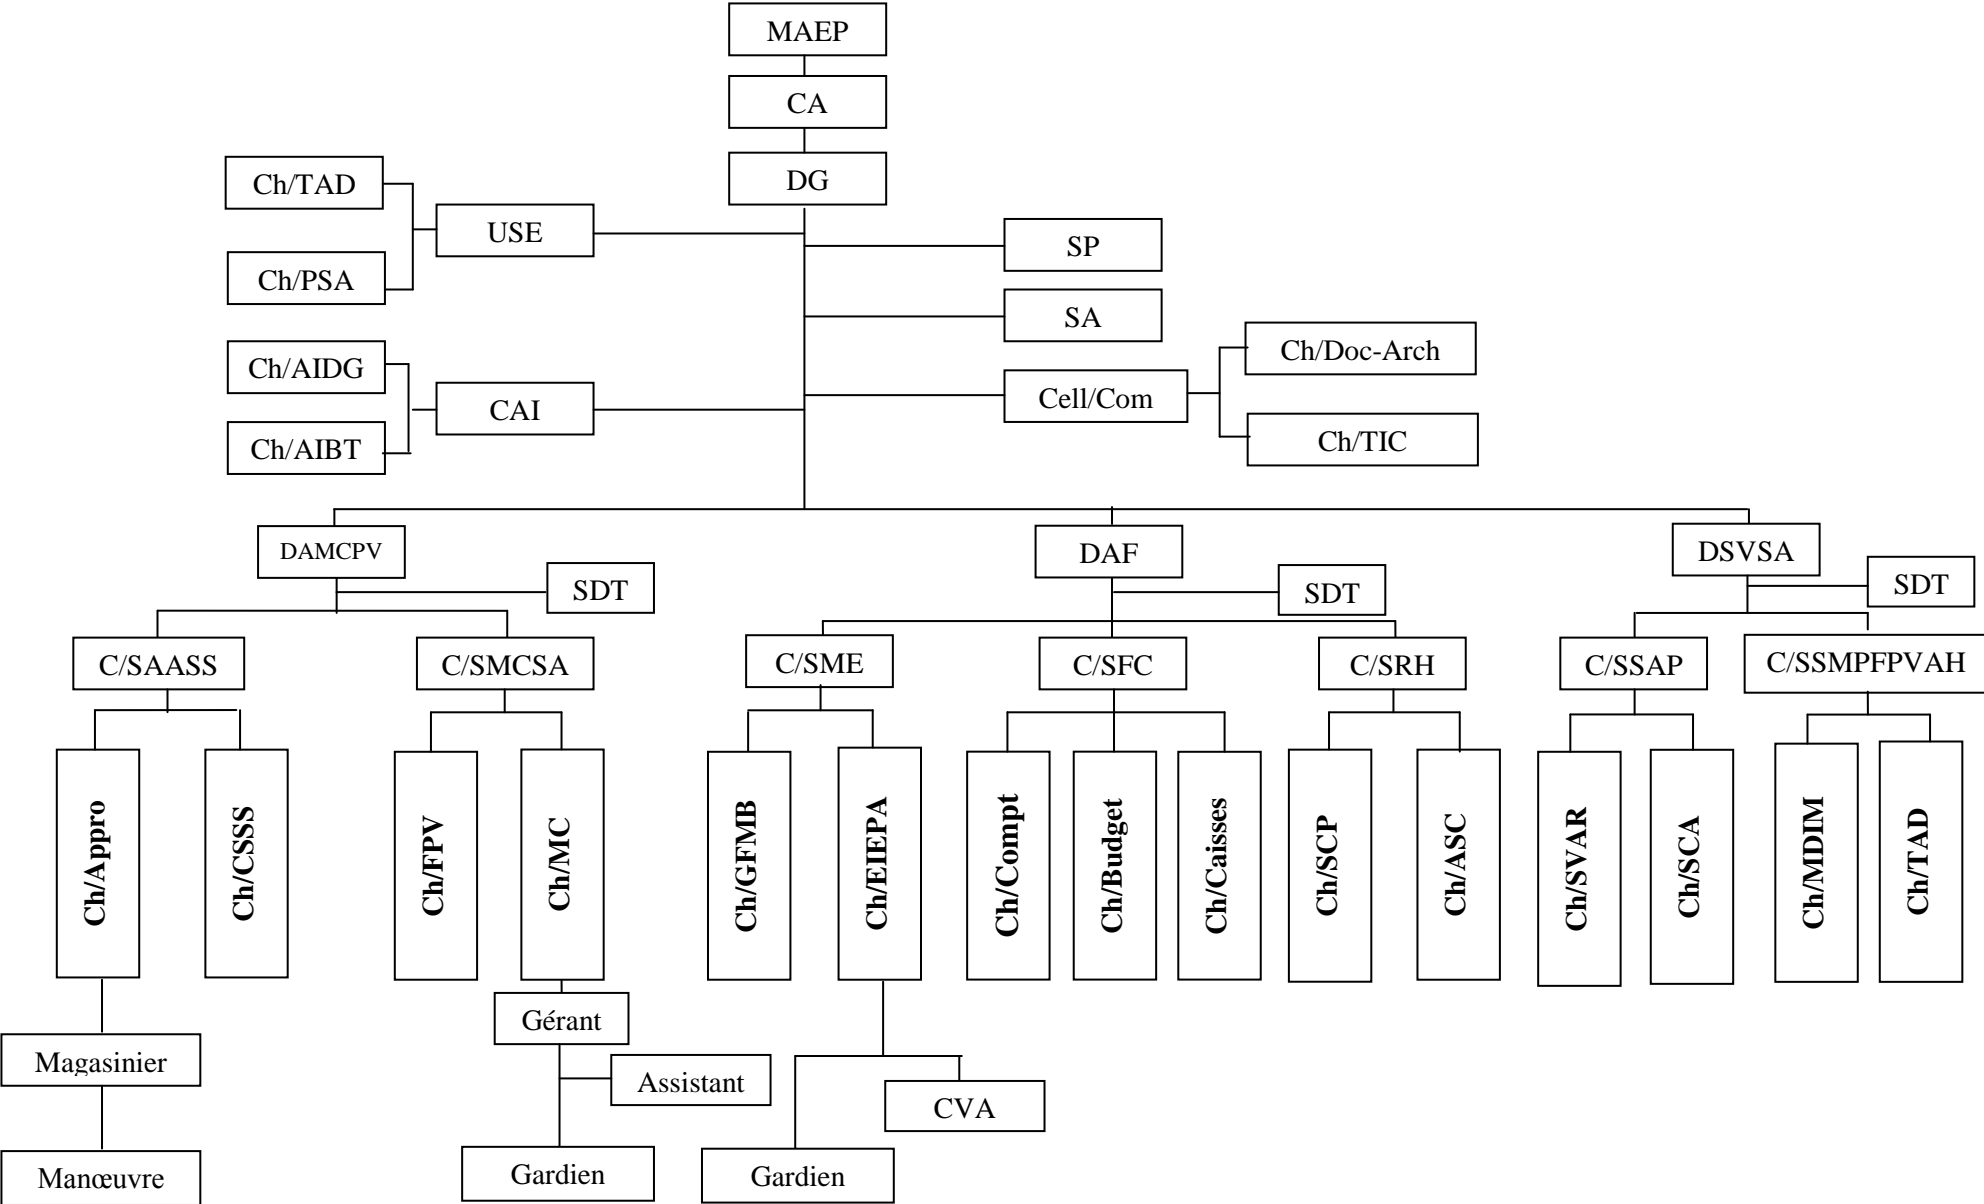 MAEP
CA
DG
Ch/TAD
USE
Ch/PSA
SP
SA
Ch/AIDG
CAI
Ch/AIBT
Cell/Com
Ch/Doc-Arch
Ch/TIC
DAMCPV
DAF
DSVSA
SDT
SDT
SDT
C/SAASS
C/SMCSA
C/SME
C/SFC
C/SRH
C/SSAP
C/SSMPFPVAH
Ch/Appro
Ch/CSSS
Ch/FPV
Ch/MC
Ch/GFMB
Ch/EIEPA
Ch/Compt
Ch/Budget
Ch/Caisses
Ch/SCP
Ch/ASC
Ch/SVAR
Ch/SCA
Ch/MDIM
Ch/TAD
Gérant
Magasinier
Assistant
CVA
Manœuvre
Gardien
Gardien